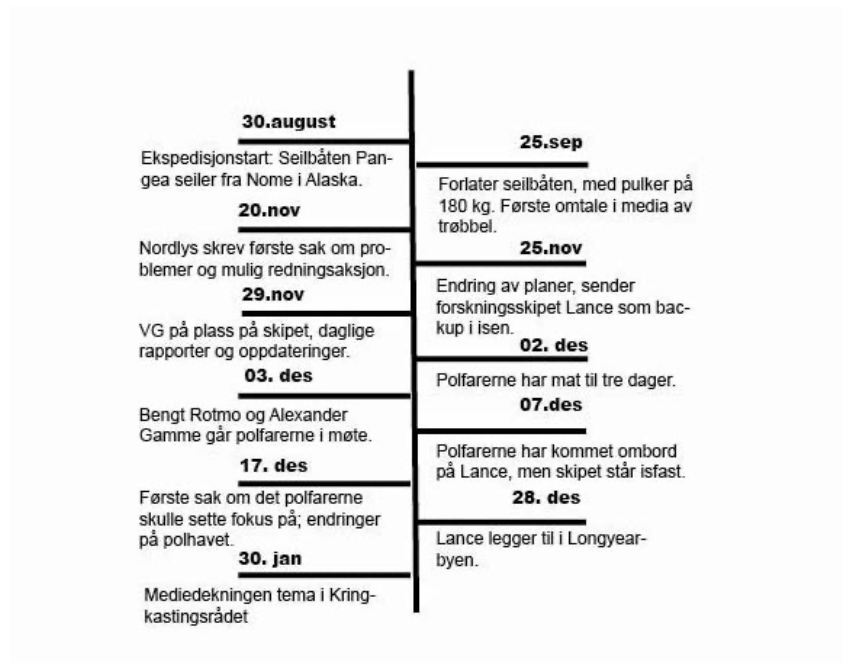 30.august
Ekspedisjonstart: Seilbåten Pan-
gea seiler fra Nome i Alaska.
25.sep
Forlater seilbåten, med pulker på
180 kg. Første omtale i media av
trøbbel.
20.nov
Nordlys skrev første sak om pro-
blemer og mulig redningsaksjon.
25.nov
Endring av planer, sender
forskningsskipet Lance som bac-
kup i isen.
29.nov
VG på plass på skipet, daglige
rapporter og oppdateringer.
02. des
Polfarerne har mat til tre dager.
03. des
Bengt Rotmo og Alexander
Gamme går polfarerne i møte.
07.des
Polfarerne har kommet ombord
på Lance, men skipet står isfast.
17. des
Første sak om det polfarerne
skulle sette fokus på; endringer
på polhavet.
28. des
Lance legger til i Longyear-
byen.
30. jan
Mediedekningen tema i Kring-
kastingsrådet